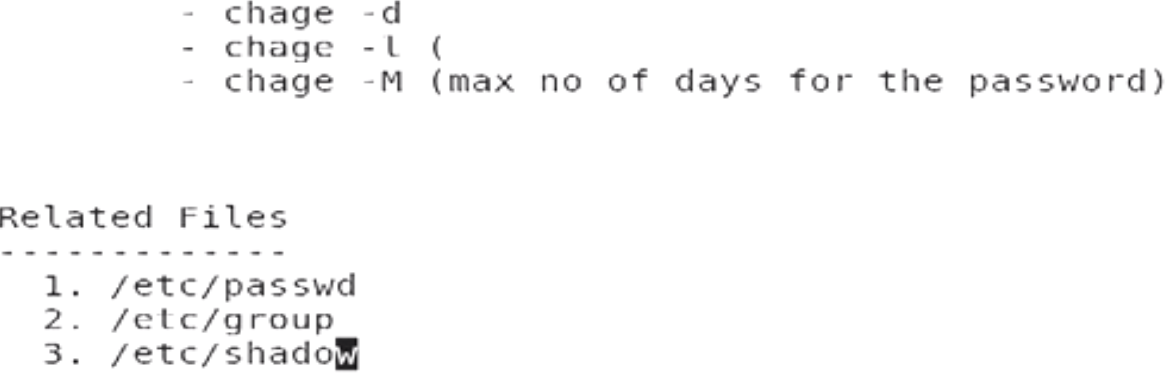 - chage -d
- chage -l (
- chage -M (max no of days for the password)
Related Files
-------------
1. /etc/passwd
2. /etc/group
3. /etc/shadow